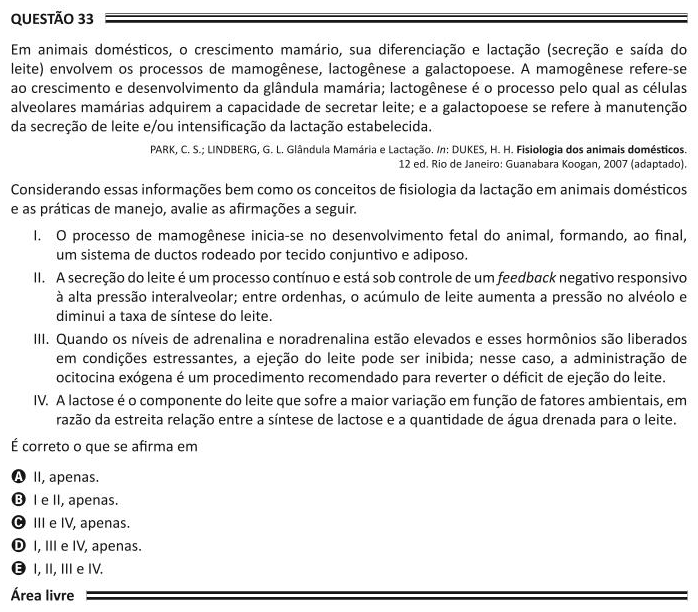 QUESTÃO 33
Em animais domésticos, o crescimento mamário, sua diferenciação e lactação (secreção e saída do
leite) envolvem os processos de mamogênese, lactogênese a galactopoese. A mamogênese refere-se
ao crescimento e desenvolvimento da glândula mamária; lactogênese é o processo pelo qual as células
alveolares mamárias adquirem a capacidade de secretar leite; e a galactopoese se refere à manutenção
da secreção de leite e/ou intensificação da lactação estabelecida.
PARK, C. S.; LINDBERG, G. L. Glândula Mamária e Lactação. In: DUKES, H. H. Fisiologia dos animais domésticos.
12 ed. Rio de Janeiro: Guanabara Koogan, 2007 (adaptado).
Considerando essas informações bem como os conceitos de fisiologia da lactação em animais domésticos
e as práticas de manejo, avalie as afirmações a seguir.
I. O processo de mamogênese inicia-se no desenvolvimento fetal do animal, formando, ao final,
um sistema de ductos rodeado por tecido conjuntivo e adiposo.
II. A secreção do leite é um processo contínuo e está sob controle de um feedback negativo responsivo
à alta pressão interalveolar; entre ordenhas, o acúmulo de leite aumenta a pressão no alvéolo e
diminui a taxa de síntese do leite.
III. Quando os níveis de adrenalina e noradrenalina estão elevados e esses hormônios são liberados
em condições estressantes, a ejeção do leite pode ser inibida; nesse caso, a administração de
ocitocina exógena é um procedimento recomendado para reverter o déficit de ejeção do leite.
IV. A lactose é o componente do leite que sofre a maior variação em função de fatores ambientais, em
razão da estreita relação entre a síntese de lactose e a quantidade de água drenada para o leite.
É correto o que se afirma em
A II, apenas.
B I e II, apenas.
C III e IV, apenas.
D I, III e IV, apenas.
E I, II, III e IV.
Área livre